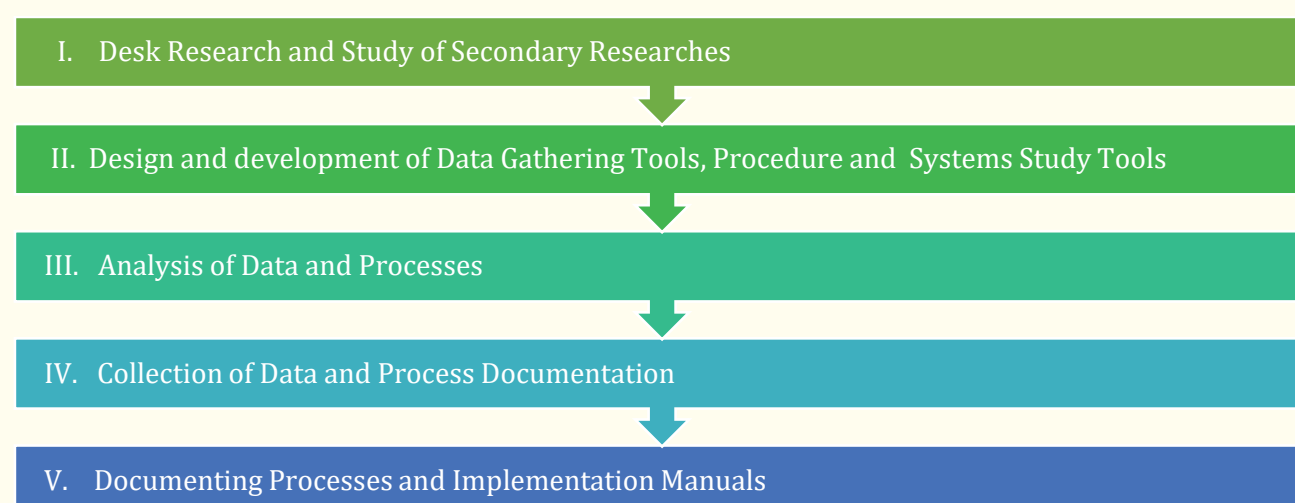 I. Desk Research and Study of Secondary Researches
II. Design and development of Data Gathering Tools, Procedure and Systems Study Tools
III. Analysis of Data and Processes
IV. Collection of Data and Process Documentation
V. Documenting Processes and Implementation Manuals